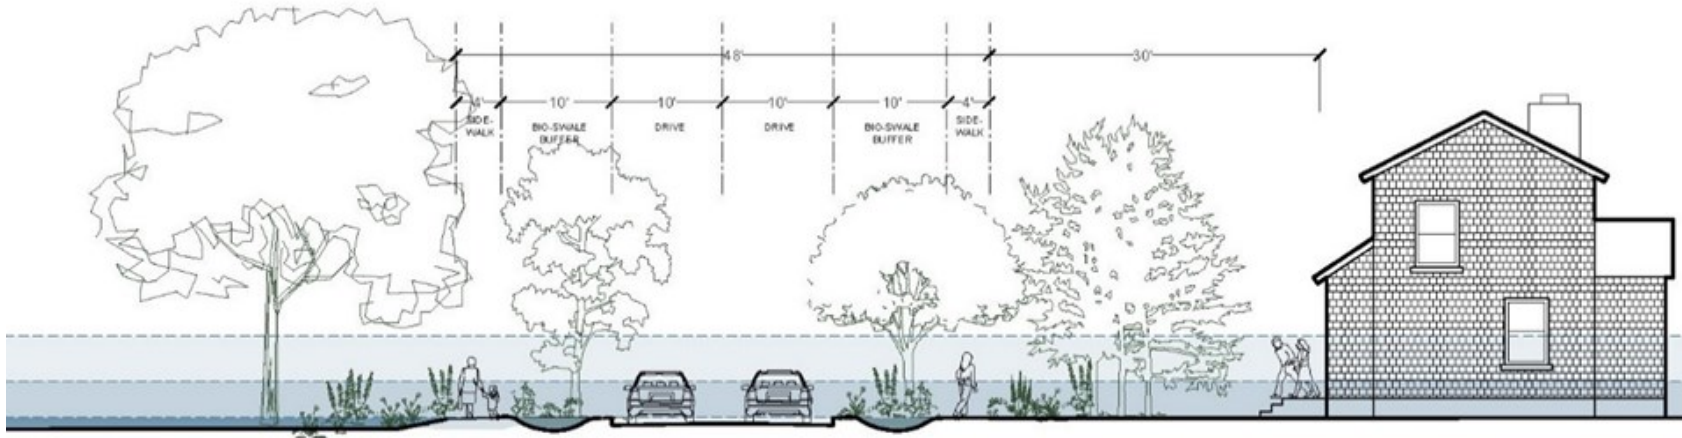 48'
30'
4'
10'
10'
10'
10'
4'
SIDE-
WALK
BIO-SWALE
BUFFER
DRIVE
DRIVE
BIO-SWALE
BUFFER
SIDE-
WALK